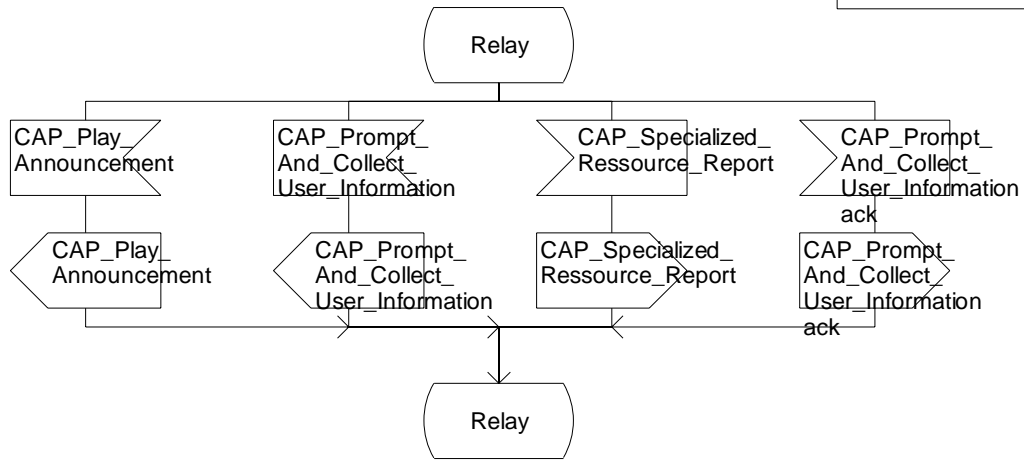 Relay
CAP_Play_
Announcement
CAP_Prompt_
And_Collect_
User_Information
CAP_Specialized_
Ressource_Report
CAP_Prompt_
And_Collect_
User_Information
ack
CAP_Play_
Announcement
CAP_Prompt_
And_Collect_
User_Information
CAP_Specialized_
Ressource_Report
CAP_Prompt_
And_Collect_
User_Information
ack
Relay